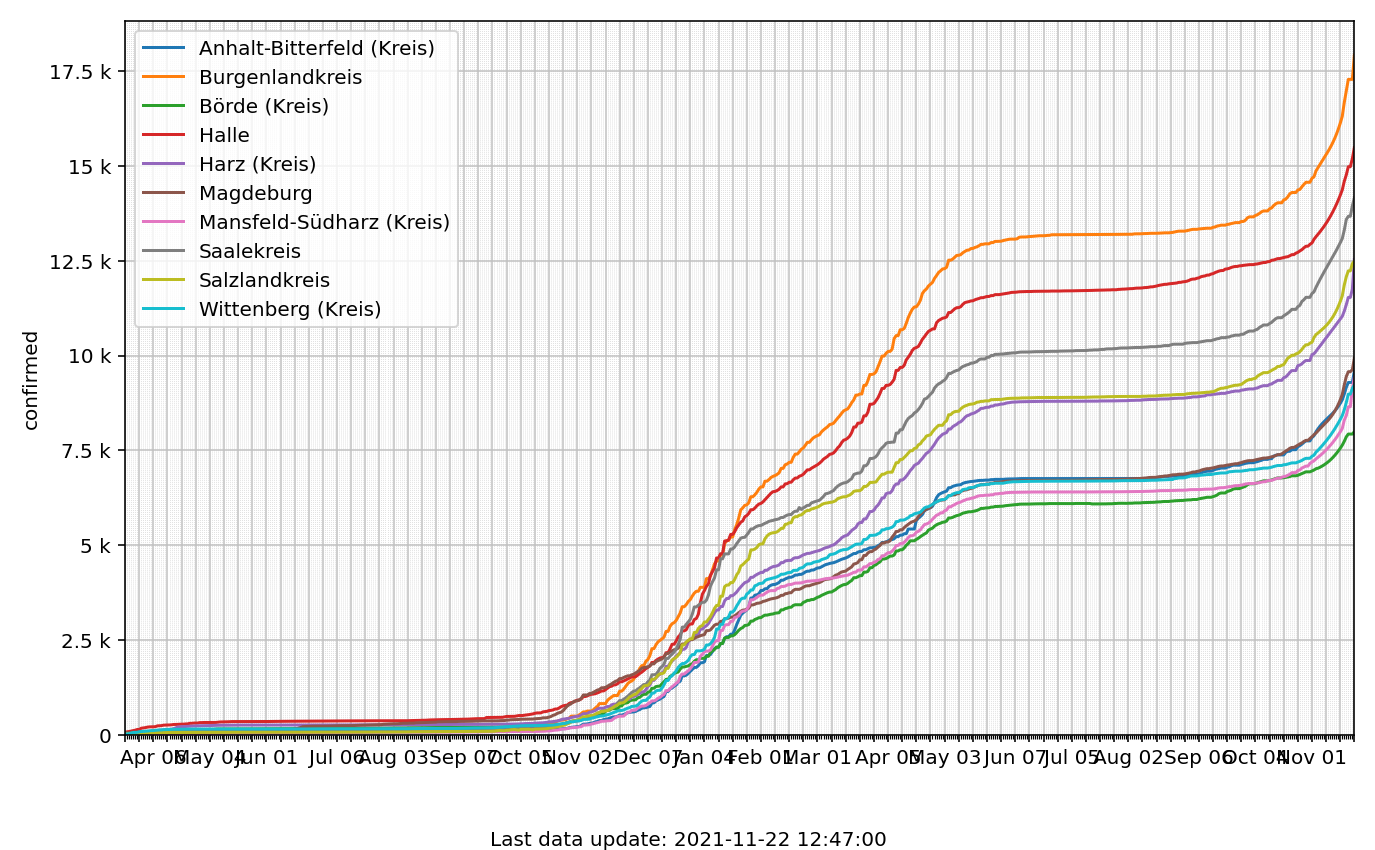 17.5 k
15 k
12.5 k
10 k
7.5 k
5 k
2.5 k
0
confirmed
Anhalt-Bitterfeld (Kreis)
Burgenlandkreis
Börde (Kreis)
Halle
Harz (Kreis)
Magdeburg
Mansfeld-Südharz (Kreis)
Saalekreis
Salzlandkreis
Wittenberg (Kreis)
Apr 06 May 04 Jun 01 Jul 06 Aug 03 Sep 07 Oct 05 Nov 02 Dec 07 Jan 04 Feb 01 Mar 01 Apr 05 May 03 Jun 07 Jul 05 Aug 02 Sep 06 Oct 04 Nov 01
Last data update: 2021-11-22 12:47:00